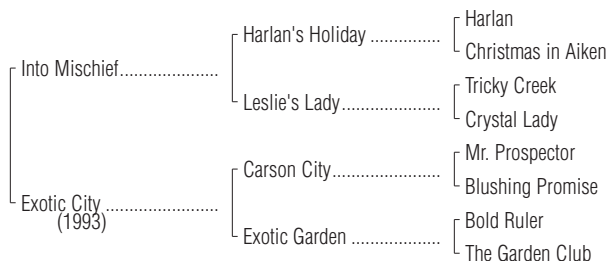 Harlan
Harlan's Holiday ................
Christmas in Aiken
Into Mischief......................
Tricky Creek
Leslie's Lady......................
Crystal Lady
Mr. Prospector
Carson City........................
Blushing Promise
Exotic City .........................
(1993)
Bold Ruler
Exotic Garden ....................
The Garden Club